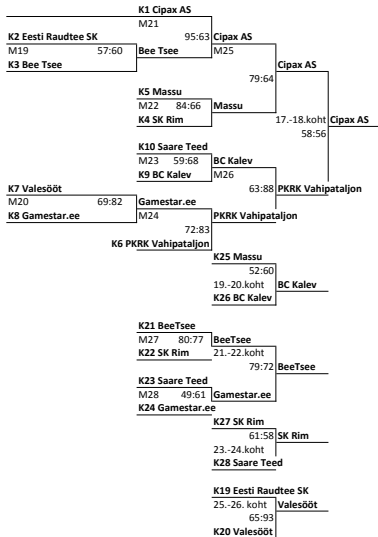 K1 Cipax AS
M21
K2 Eesti Raudtee SK 95:63 Cipax AS
M19 57:60 Bee Tsee M25
K3 Bee Tsee Cipax AS
79:64
K5 Massu
M22 84:66 Massu
K4 SK Rim 17.-18.koht Cipax AS
58:56
K10 Saare Teed
M23 59:68 BC Kalev
K9 BC Kalev M26
K7 Valesööt 63:88 PKRK Vahipataljon
M20 69:82 Gamestar.ee
K8 Gamestar.ee M24 PKRK Vahipataljon
72:83
K6 PKRK Vahipataljon
K25 Massu
52:60
19.-20.koht BC Kalev
K26 BC Kalev
K21 BeeTsee
M27 80:77 BeeTsee
K22 SK Rim 21.-22.koht
79:72 BeeTsee
K23 Saare Teed
M28 49:61 Gamestar.ee
K24 Gamestar.ee
K27 SK Rim
61:58 SK Rim
23.-24.koht
K28 Saare Teed
K19 Eesti Raudtee SK
25.-26. koht Valesööt
65:93
K20 Valesööt